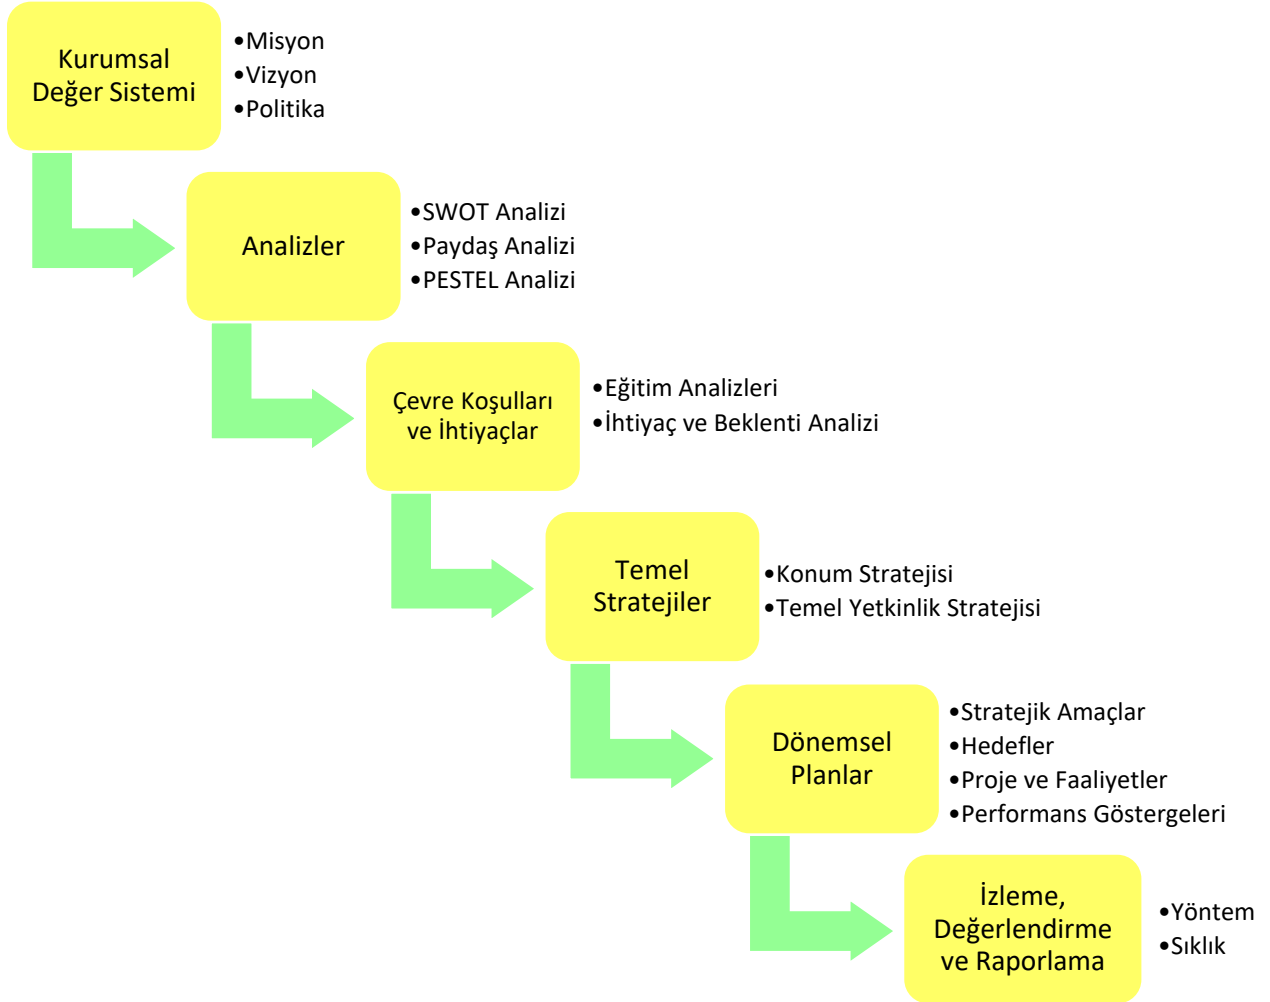 Kurumsal
Değer Sistemi
•Misyon
•Vizyon
•Politika
Analizler
•SWOT Analizi
•Paydaş Analizi
•PESTEL Analizi
Çevre Koşulları
ve İhtiyaçlar
•Eğitim Analizleri
•İhtiyaç ve Beklenti Analizi
Temel
Stratejiler
•Konum Stratejisi
•Temel Yetkinlik Stratejisi
Dönemsel
Planlar
•Stratejik Amaçlar
•Hedefler
•Proje ve Faaliyetler
•Performans Göstergeleri
İzleme,
Değerlendirme
ve Raporlama
•Yöntem
•Sıklık